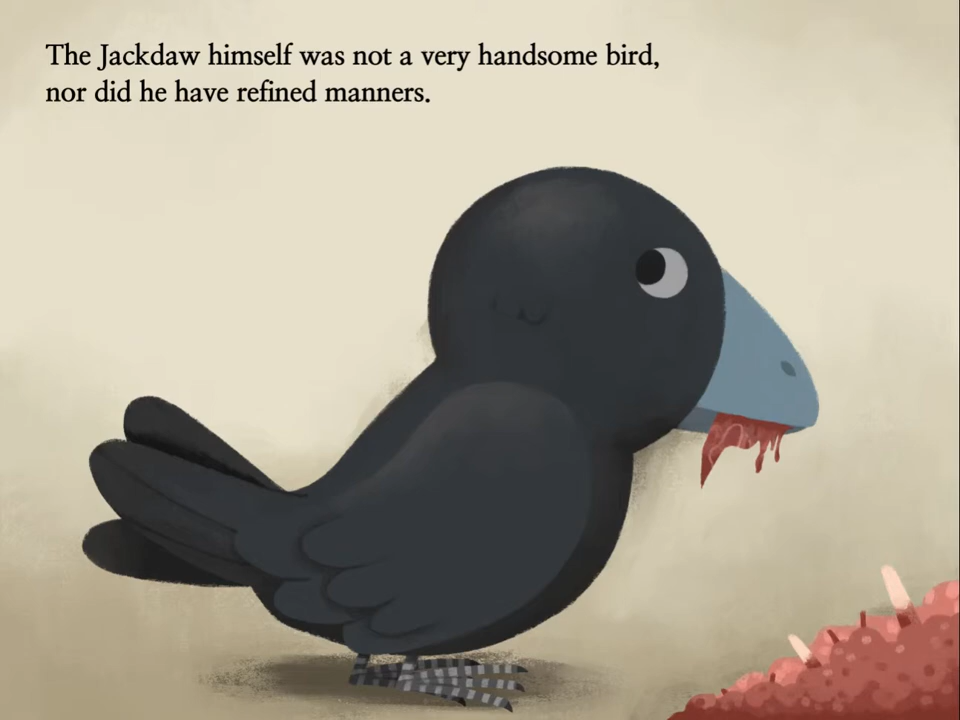 The Jackdaw himself was not a very handsome bird,
nor did he have refined manners.